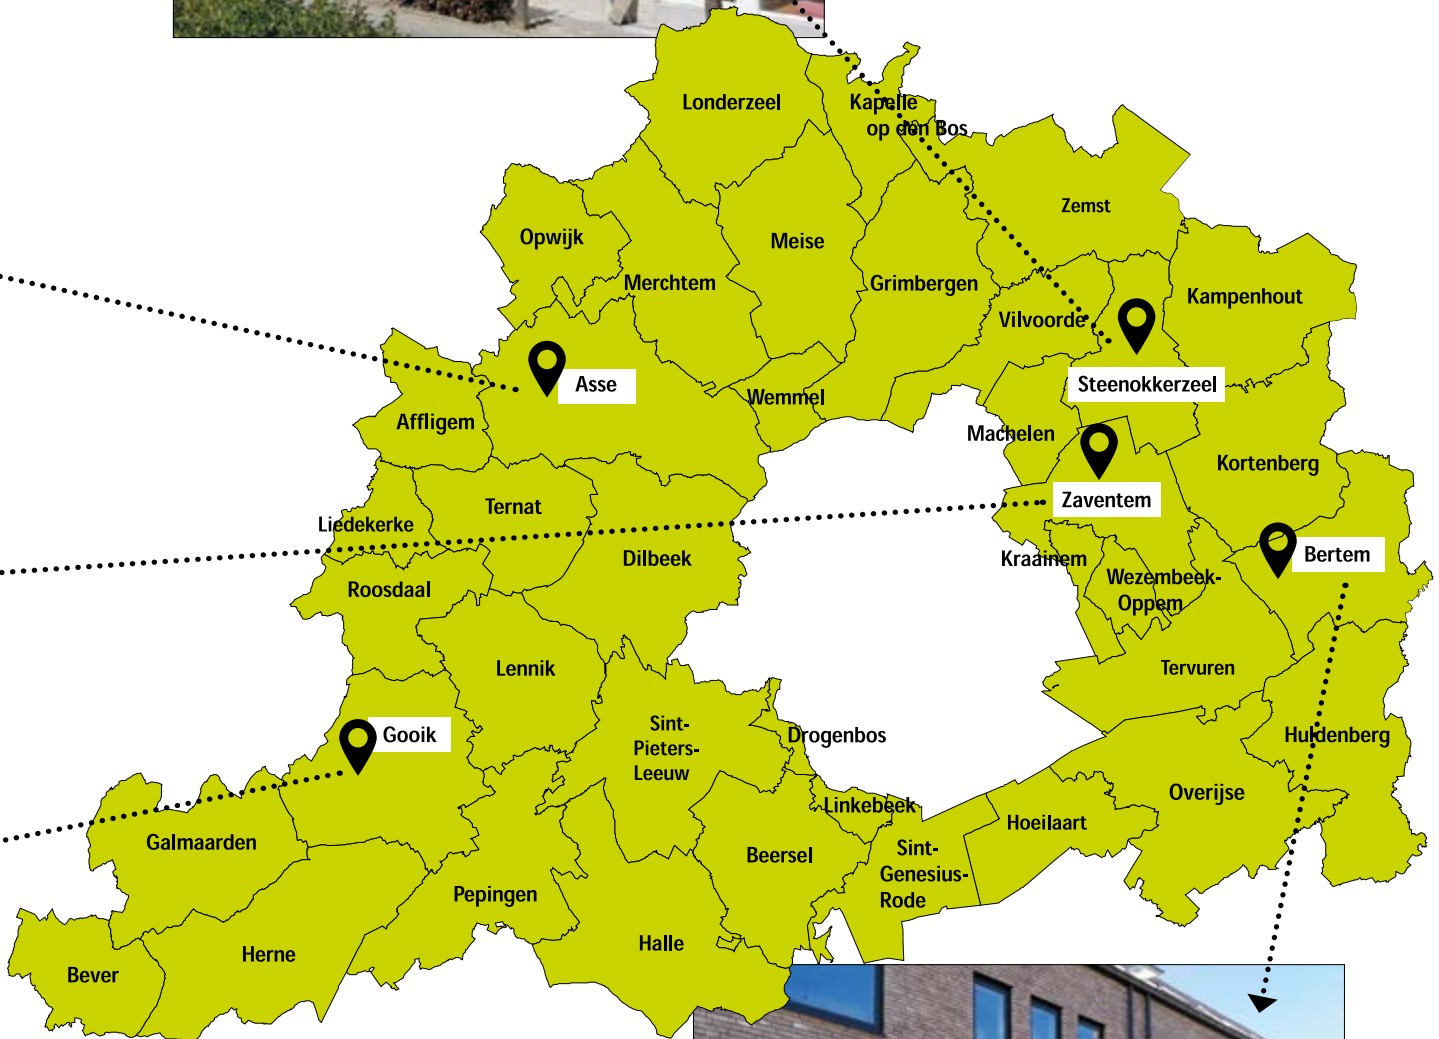 Londerzeel
Kapelle
op den Bos
Zemst
Opwijk
Meise
Merchtem
Grimbergen
Kampenhout
Vilvoorde
Asse
Steenokkerzeel
Wemmel
Affligem
Machelen
Kortenberg
Ternat
Zaventem
Liedekerke
Dilbeek
Kraainem
Bertem
Roosdaal
Wezembeek-
Oppem
Lennik
Tervuren
Gooik
Sint-
Pieters-
Leeuw
Drogenbos
Huldenberg
Overijse
Linkebeek
Hoeilaart
Galmaarden
Beersel
Sint-
Genesius-
Rode
Pepingen
Halle
Herne
Bever